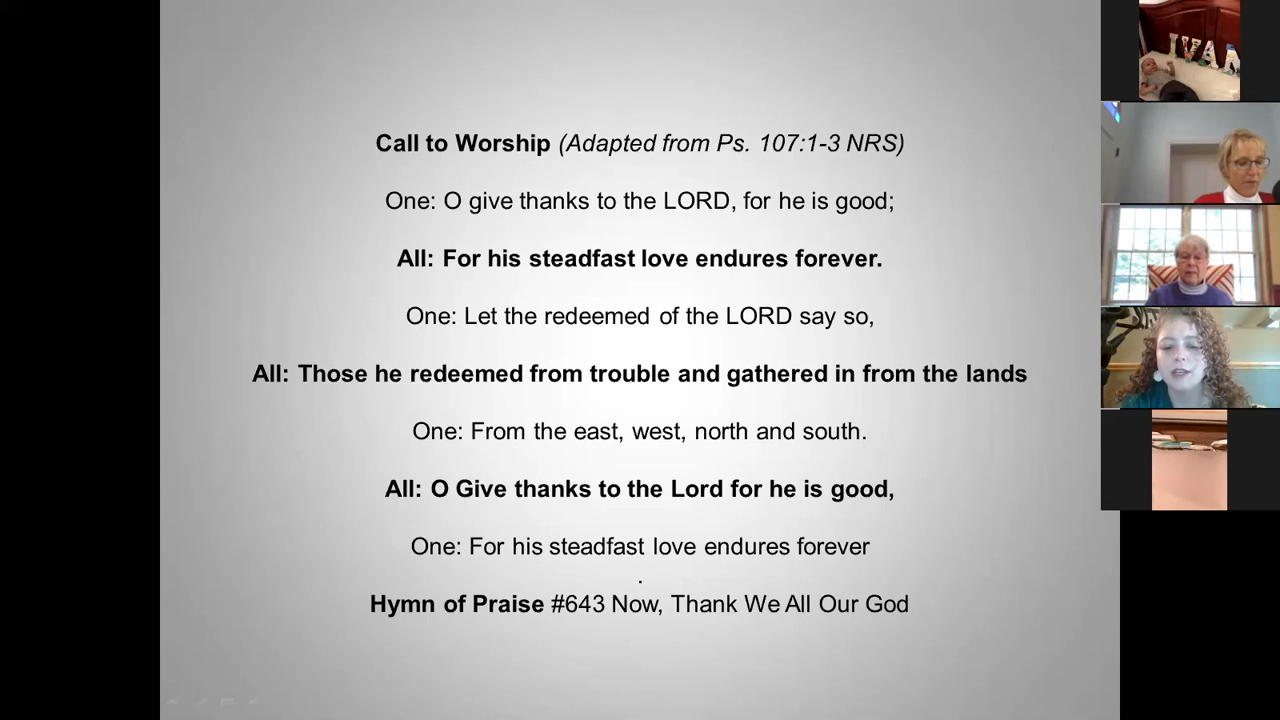 Call to Worship (Adapted from Ps. 107:1-3 NRS)
One: O give thanks to the LORD, for he is good;
All: For his steadfast love endures forever.
One: Let the redeemed of the LORD say so,
All: Those he redeemed from trouble and gathered in from the lands
One: From the east, west, north and south.
All: O Give thanks to the Lord for he is good,
One: For his steadfast love endures forever
.
Hymn of Praise #643 Now, Thank We All Our God
IVAN